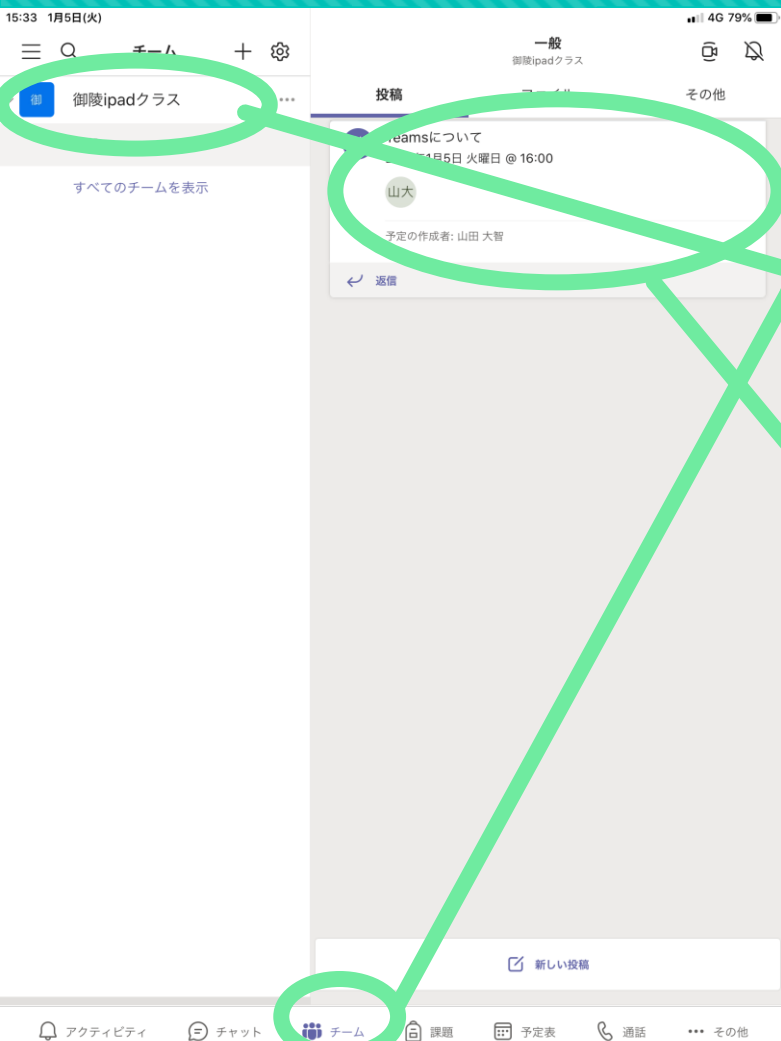 15:33 1月5日(火)
4G 79%
チーム
一般
御陵ipadクラス
御 御陵ipadクラス
投稿
その他
すべてのチームを表示
eamsについて
1月5日 火曜日 @ 16:00
山大
予定の作成者: 山田 大智
返信
新しい投稿
アクティビティ チャット チーム 課題 予定表 通話 その他